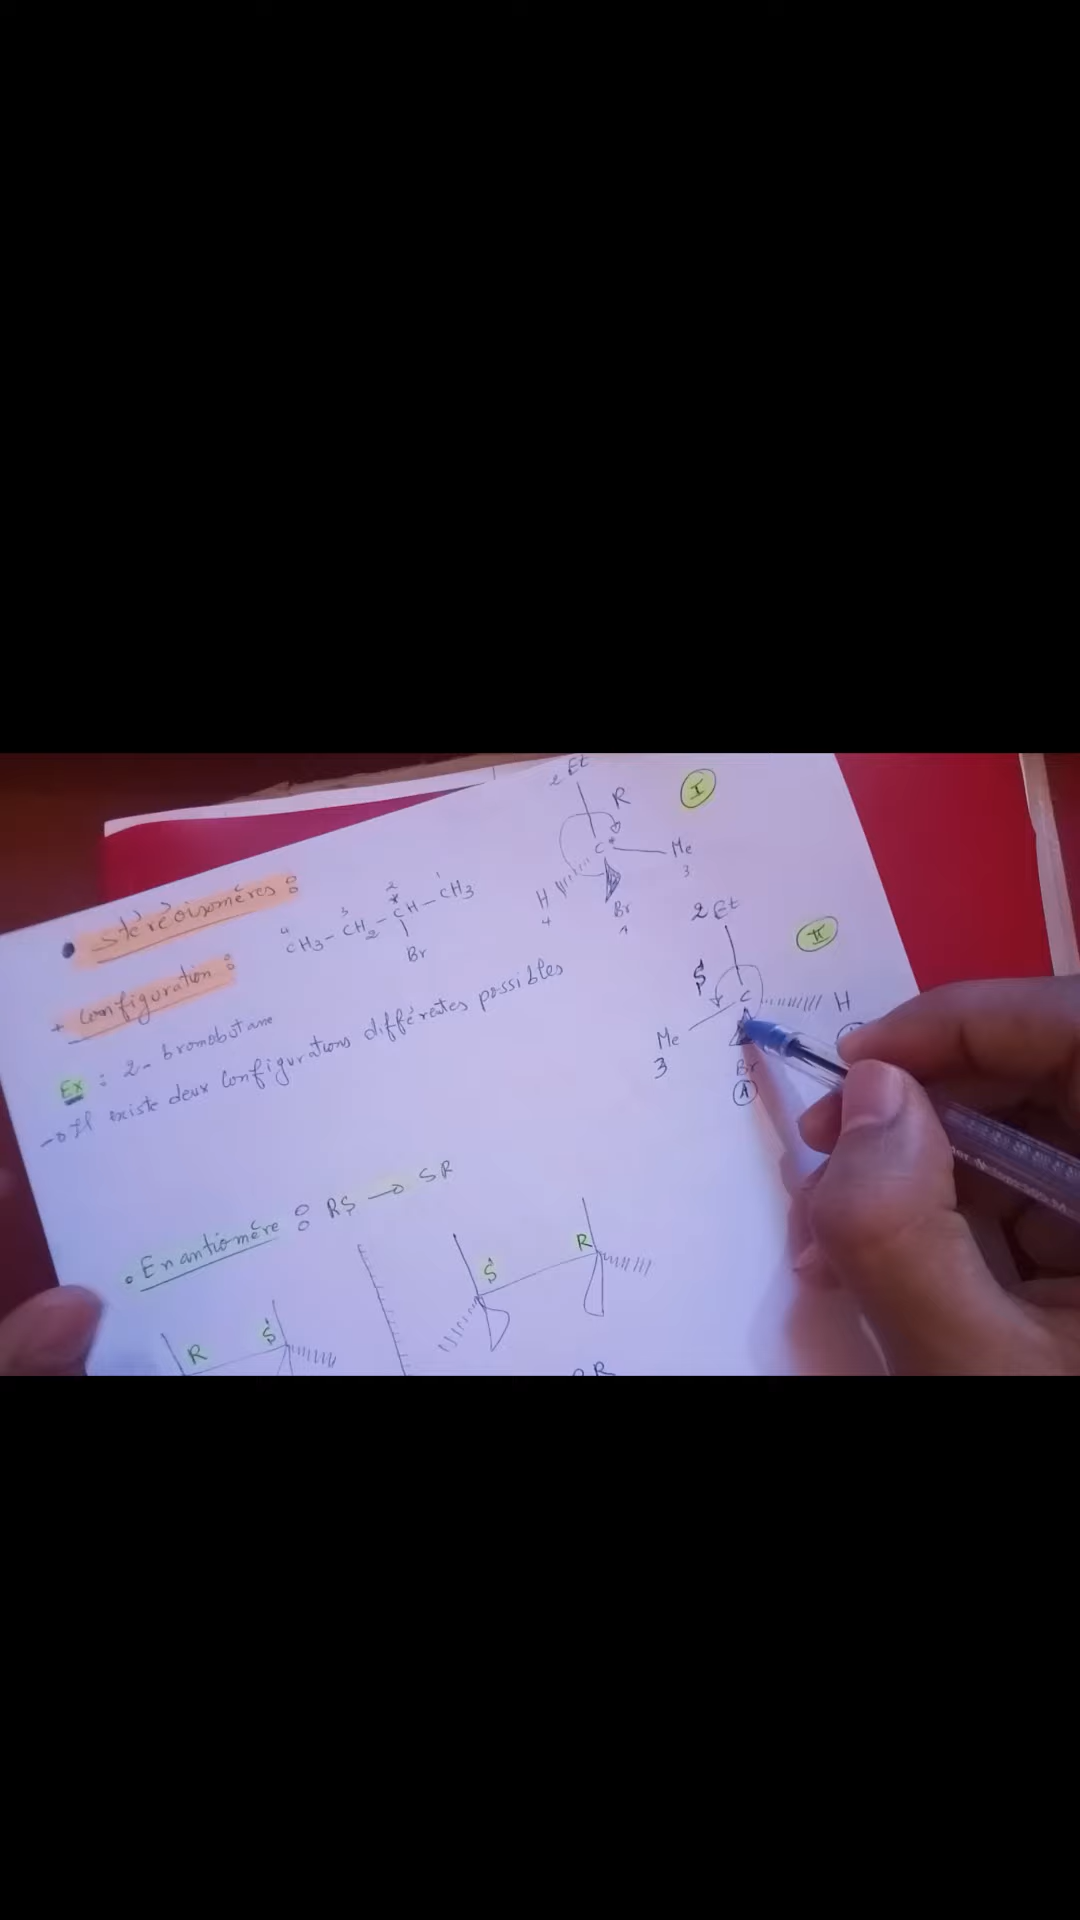 • Stéréoisomères :
4 3 2 1
CH3 - CH2 - *CH - CH3
Br
+ Configuration :
Ex : 2 - bromobutane
→ Il existe deux configurations différentes possibles
2 Et
R
I
C*
Me
3
H
4
Br
1
2 Et
II
S
C
H
Me
3
Br
1
• Enantiomère : RS → SR
S R
R S
R